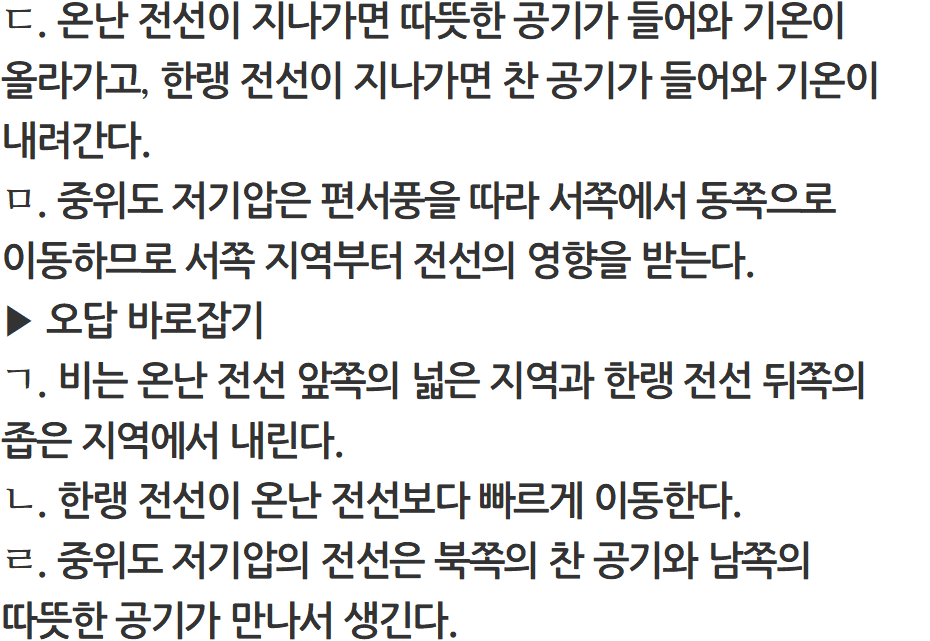 ㄷ. 온난 전선이 지나가면 따뜻한 공기가 들어와 기온이
올라가고, 한랭 전선이 지나가면 찬 공기가 들어와 기온이
내려간다.
ㅁ. 중위도 저기압은 편서풍을 따라 서쪽에서 동쪽으로
이동하므로 서쪽 지역부터 전선의 영향을 받는다.
▶ 오답 바로잡기
ㄱ. 비는 온난 전선 앞쪽의 넓은 지역과 한랭 전선 뒤쪽의
좁은 지역에서 내린다.
ㄴ. 한랭 전선이 온난 전선보다 빠르게 이동한다.
ㄹ. 중위도 저기압의 전선은 북쪽의 찬 공기와 남쪽의
따뜻한 공기가 만나서 생긴다.